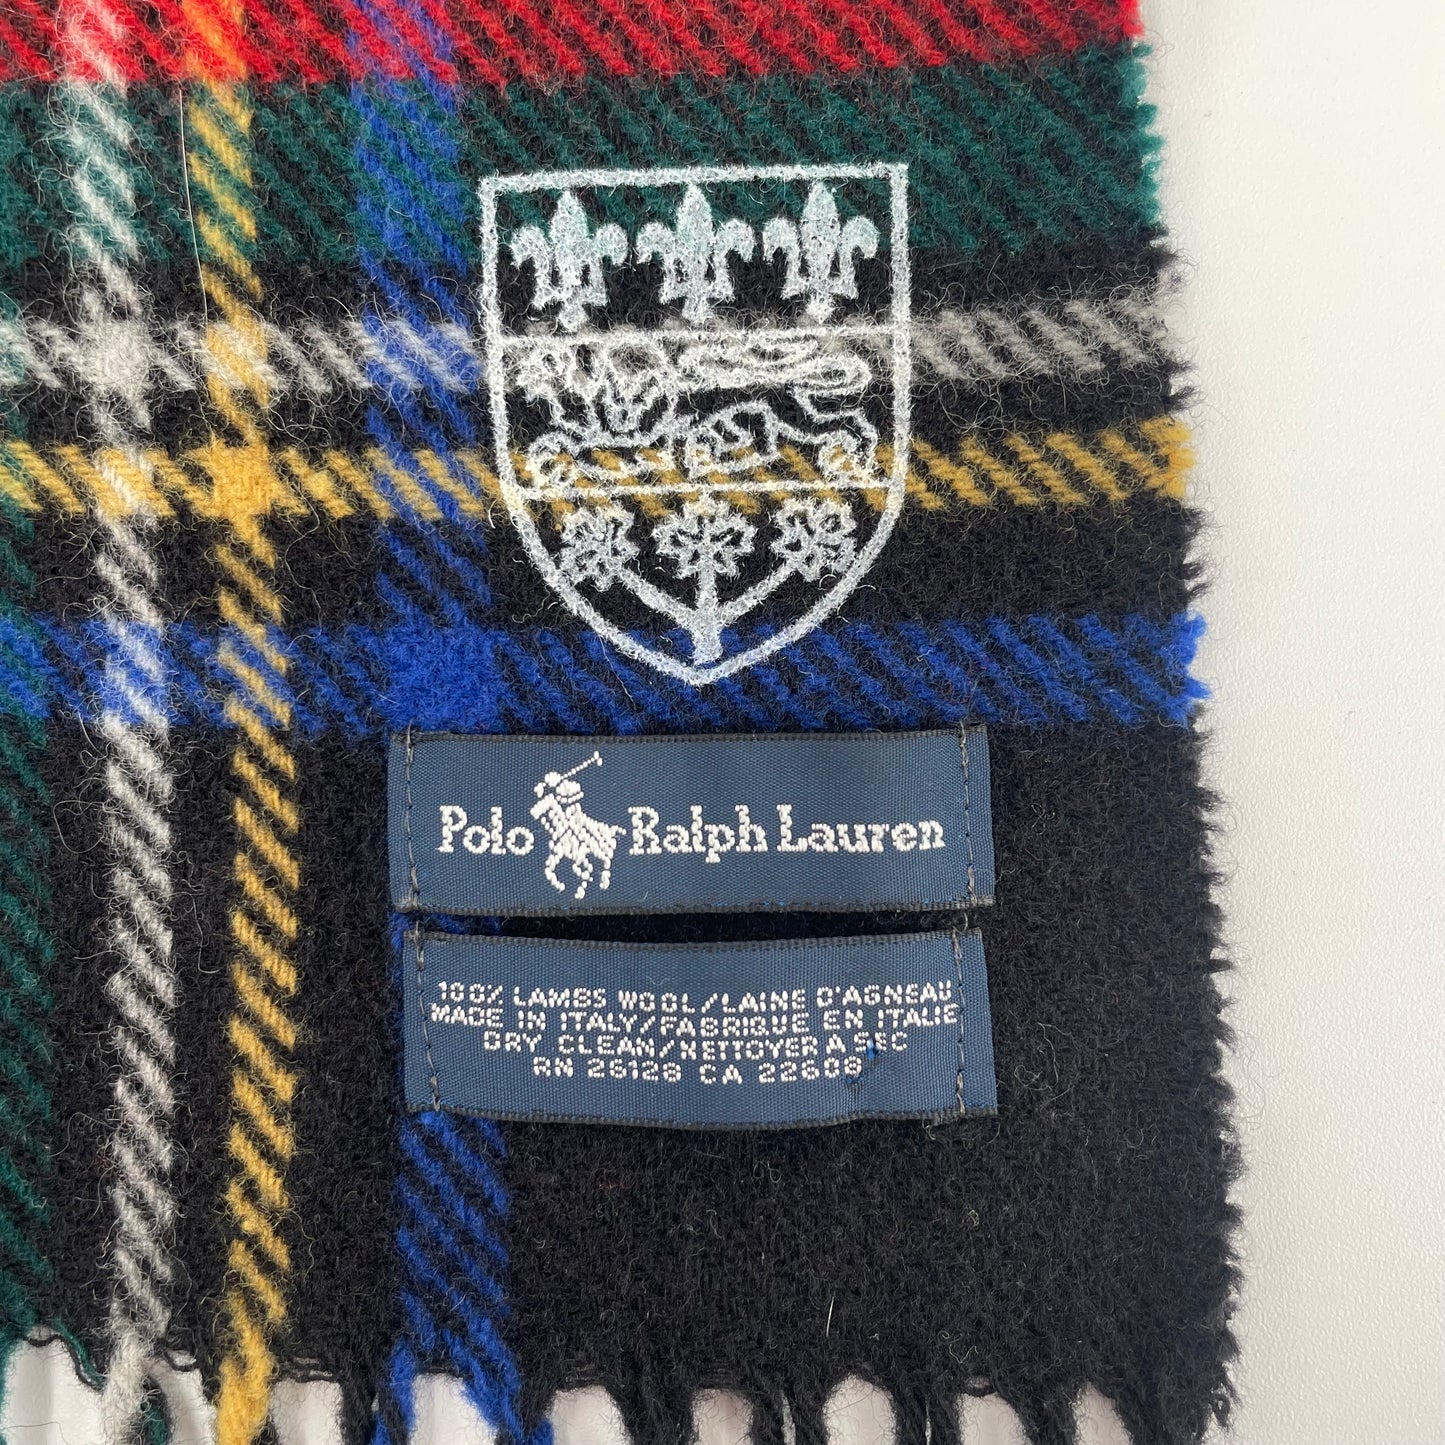 Polo Ralph Lauren
100% LAMBS WOOL/LAINE D'AGNEAU
MADE IN ITALY/FABRIQUE EN ITALIE
DRY CLEAN/NETTOYER A SEC
RN 26128 CA 22609